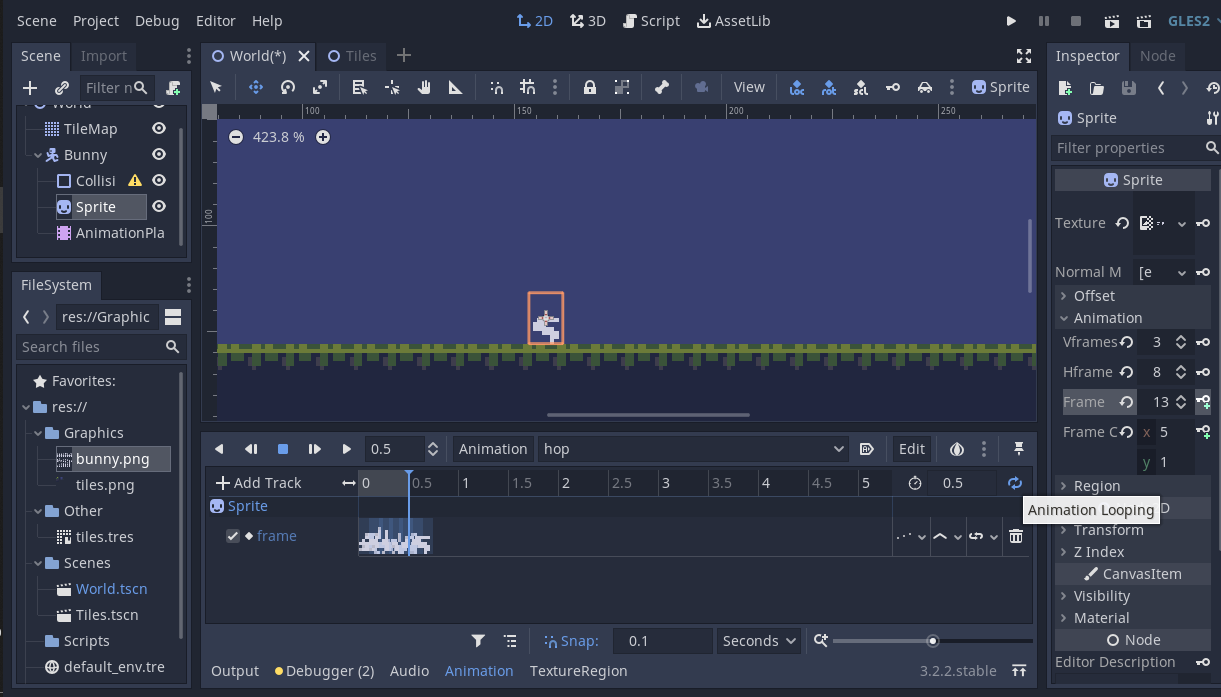 Scene Project Debug Editor Help
2D 3D Script AssetLib
GLES2
Scene Import
World(*) Tiles
Inspector Node
Filter n
View
Sprite
World
TileMap
Bunny
Collisi
Sprite
AnimationPla
100 150 200 250
423.8 %
100
Sprite
Filter properties
Sprite
Texture
Normal M [e
Offset
Animation
Vframes 3
Hframe 8
Frame 13
Frame C x 5
y 1
Region
D
Transform
Z Index
CanvasItem
Visibility
Material
Node
Editor Description
FileSystem
res://Graphic
Search files
Favorites:
res://
Graphics
bunny.png
tiles.png
Other
tiles.tres
Scenes
World.tscn
Tiles.tscn
Scripts
default_env.tre
0.5 Animation hop Edit
Add Track 0 0.5 1 1.5 2 2.5 3 3.5 4 4.5 5 0.5
Animation Looping
Sprite
frame
Snap: 0.1 Seconds
Output Debugger (2) Audio Animation TextureRegion 3.2.2.stable